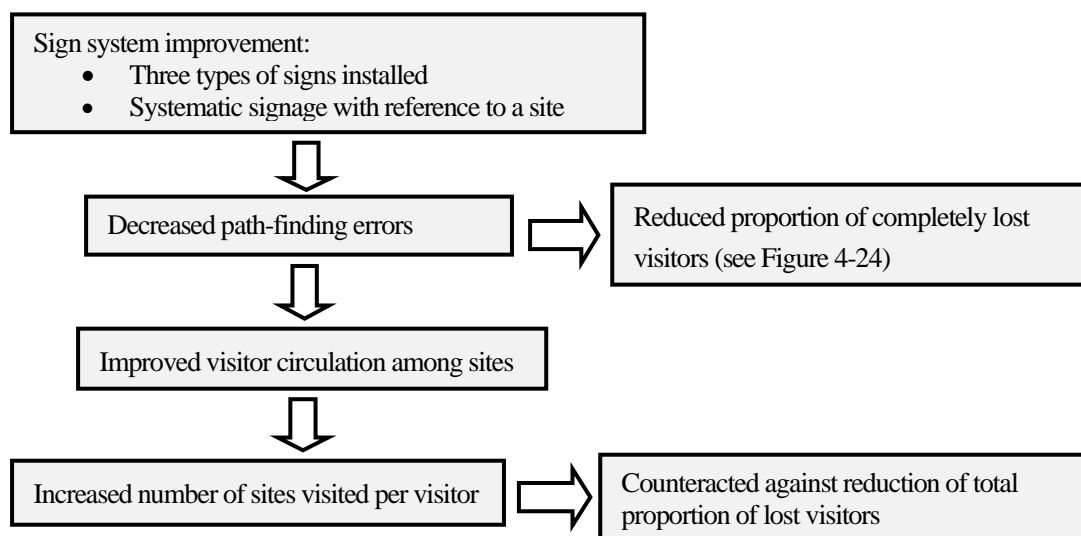 Sign system improvement:
• Three types of signs installed
• Systematic signage with reference to a site
Decreased path-finding errors
Reduced proportion of completely lost
visitors (see Figure 4-24)
Improved visitor circulation among sites
Increased number of sites visited per visitor
Counteracted against reduction of total
proportion of lost visitors